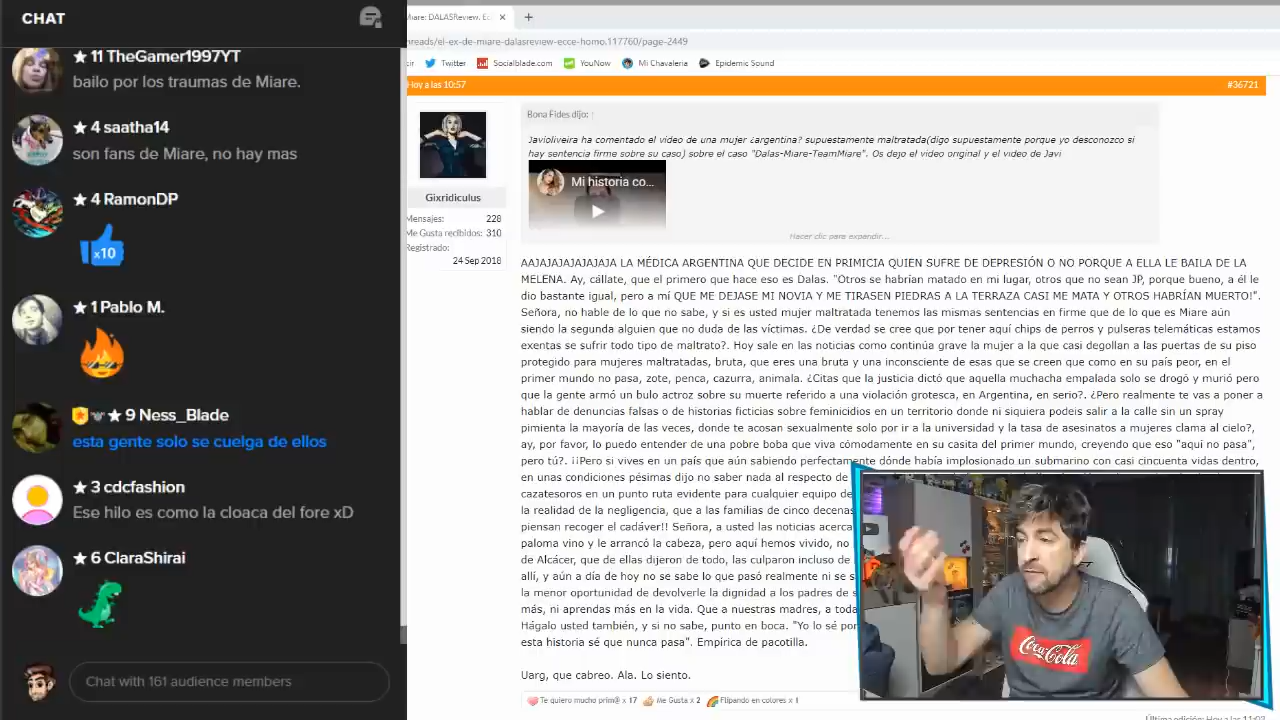 CHAT
★ 11 TheGamer1997YT
bailo por los traumas de Miare.
★ 4 saatha14
son fans de Miare, no hay mas
★ 4 RamonDP
x10
★ 1 Pablo M.
★ 9 Ness_Blade
esta gente solo se cuelga de ellos
★ 3 cdcfashion
Ese hilo es como la cloaca del fore xD
★ 6 ClaraShirai
Chat with 161 audience members
Miare: DALASReview. Ec
hreads/el-ex-de-miare-dalasreview-ecce-homo.117760/page-2449
cir Twitter Socialblade.com YouNow Mi Chavaleria Epidemic Sound
Hoy a las 10:57 #36721
Gixridiculus
Mensajes: 228
Me Gusta recibidos: 310
Registrado:
24 Sep 2018
Bona Fides dijo: ↑
Javioliveira ha comentado el video de una mujer ¿argentina? supuestamente maltratada(digo supuestamente porque yo desconozco si
hay sentencia firme sobre su caso) sobre el caso "Dalas-Miare-TeamMiare". Os dejo el video original y el video de Javi
Mi historia co...
Hacer clic para expandir...
AAJAJAJAJAJAJAJA LA MÉDICA ARGENTINA QUE DECIDE EN PRIMICIA QUIEN SUFRE DE DEPRESIÓN O NO PORQUE A ELLA LE BAILA DE LA
MELENA. Ay, cállate, que el primero que hace eso es Dalas. "Otros se habrían matado en mi lugar, otros que no sean JP, porque bueno, a él le
dio bastante igual, pero a mí QUE ME DEJASE MI NOVIA Y ME TIRASEN PIEDRAS A LA TERRAZA CASI ME MATA Y OTROS HABRÍAN MUERTO!".
Señora, no hable de lo que no sabe, y si es usted mujer maltratada tenemos las mismas sentencias en firme que de lo que es Miare aún
siendo la segunda alguien que no duda de las víctimas. ¿De verdad se cree que por tener aquí chips de perros y pulseras telemáticas estamos
exentas se sufrir todo tipo de maltrato?. Hoy sale en las noticias como continúa grave la mujer a la que casi degollan a las puertas de su piso
protegido para mujeres maltratadas, bruta, que eres una bruta y una inconsciente de esas que se creen que como en su país peor, en el
primer mundo no pasa, zote, penca, cazurra, animala. ¿Citas que la justicia dictó que aquella muchacha empalada solo se drogó y murió pero
que la gente armó un bulo actroz sobre su muerte referido a una violación grotesca, en Argentina, en serio?. ¿Pero realmente te vas a poner a
hablar de denuncias falsas o de historias ficticias sobre feminicidios en un territorio donde ni siquiera podeis salir a la calle sin un spray
pimienta la mayoría de las veces, donde te acosan sexualmente solo por ir a la universidad y la tasa de asesinatos a mujeres clama al cielo?,
ay, por favor, lo puedo entender de una pobre boba que viva cómodamente en su casita del primer mundo, creyendo que eso "aquí no pasa",
pero tú?. ¡¡Pero si vives en un país que aún sabiendo perfectamente dónde había implosionado un submarino con casi cincuenta vidas dentro,
en unas condiciones pésimas dijo no saber nada al respecto de
cazatesoros en un punto ruta evidente para cualquier equipo de
la realidad de la negligencia, que a las familias de cinco decenas
piensan recoger el cadáver!! Señora, a usted las noticias acerca
paloma vino y le arrancó la cabeza, pero aquí hemos vivido, no
de Alcácer, que de ellas dijeron de todo, las culparon incluso de
allí, y aún a día de hoy no se sabe lo que pasó realmente ni se s
la menor oportunidad de devolverle la dignidad a los padres de s
más, ni aprendas más en la vida. Que a nuestras madres, a toda
Hágalo usted también, y si no sabe, punto en boca. "Yo lo sé por
esta historia sé que nunca pasa". Empírica de pacotilla.
Uarg, que cabreo. Ala. Lo siento.
Te quiero mucho prim@ x 17 Me Gusta x 2 Flipando en colores x 1
Última edición: Hoy a las 11:03
Coca-Cola